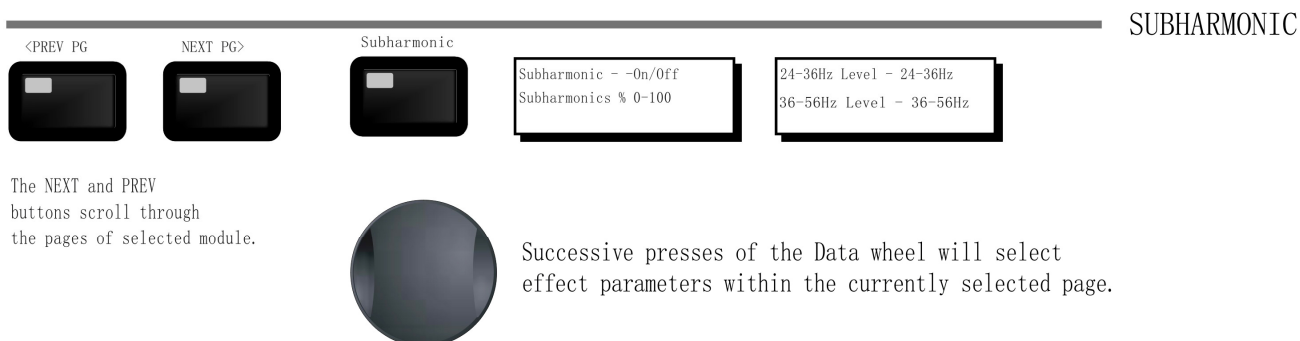 SUBHARMONIC
<PREV PG
NEXT PG>
Subharmonic
Subharmonic - -On/Off
Subharmonics % 0-100
24-36Hz Level - 24-36Hz
36-56Hz Level - 36-56Hz
The NEXT and PREV
buttons scroll through
the pages of selected module.
Successive presses of the Data wheel will select
effect parameters within the currently selected page.